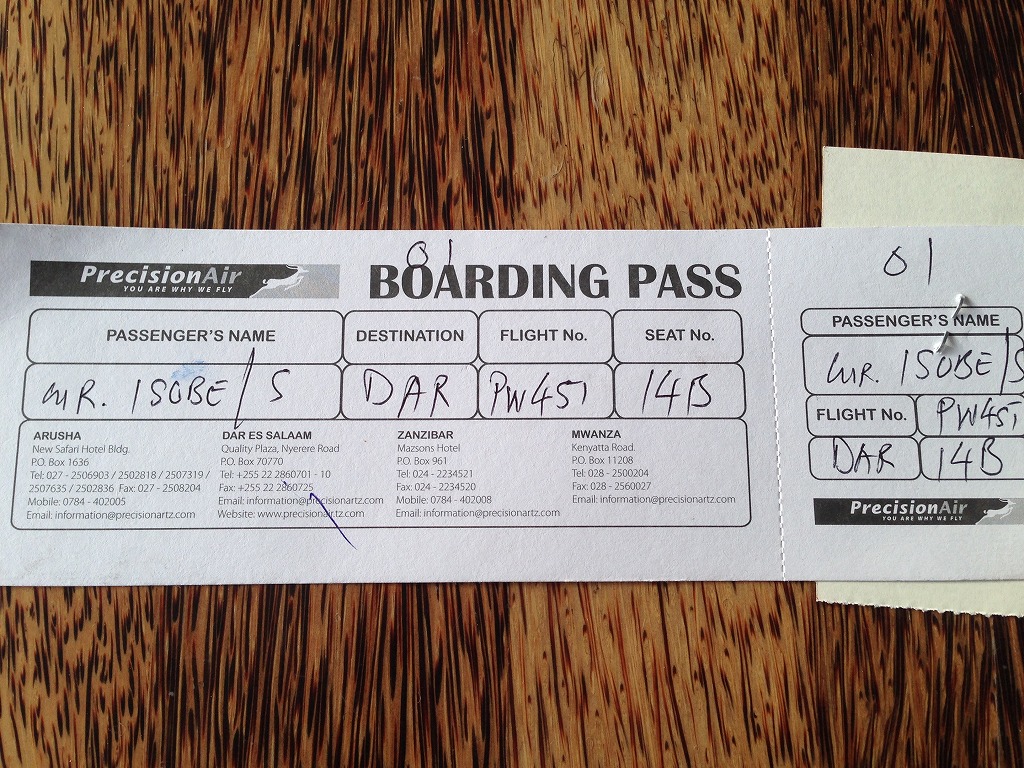 01
PrecisionAir
YOU ARE WHY WE FLY
BOARDING PASS
PASSENGER'S NAME DESTINATION FLIGHT No. SEAT No.
MR. ISOBE/S DAR PW451 14B
ARUSHA
New Safari Hotel Bldg.
P.O. Box 1636
Tel: 027 - 2506903 / 2502818 / 2507319 /
2507635 / 2502836 Fax: 027 - 2508204
Mobile: 0784 - 402005
Email: information@precisionartz.com
DAR ES SALAAM
Quality Plaza, Nyerere Road
P.O. Box 70770
Tel: +255 22 2860701 - 10
Fax: +255 22 2860725
Email: information@precisionartz.com
Website: www.precisionairtz.com
ZANZIBAR
Mazsons Hotel
P.O. Box 961
Tel: 024 - 2234521
Fax: 024 - 2234520
Mobile: 0784 - 402008
Email: information@precisionartz.com
MWANZA
Kenyatta Road.
P.O. Box 11208
Tel: 028 - 2500204
Fax: 028 - 2560027
Email: information@precisionartz.com
01
PASSENGER'S NAME
MR. ISOBE/S
FLIGHT No. PW451
DAR 14B
PrecisionAir
YOU ARE WHY WE FLY